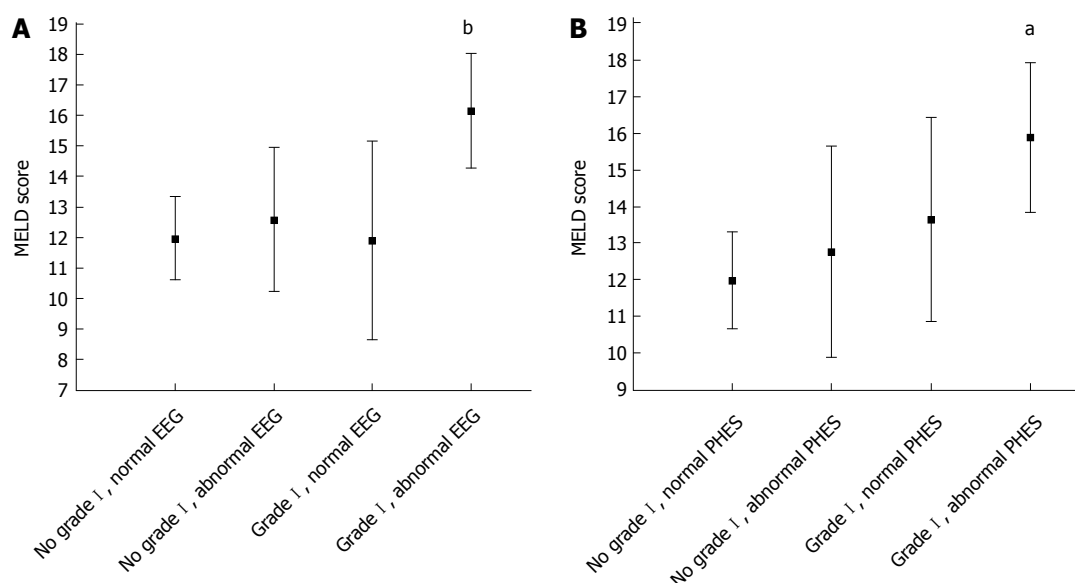 A
b
19
18
17
16
15
14
13
12
11
10
9
8
7
MELD score
No grade Ⅰ, normal EEG
No grade Ⅰ, abnormal EEG
Grade Ⅰ, normal EEG
Grade Ⅰ, abnormal EEG
B
a
19
18
17
16
15
14
13
12
11
10
9
MELD score
No grade Ⅰ, normal PHES
No grade Ⅰ, abnormal PHES
Grade Ⅰ, normal PHES
Grade Ⅰ, abnormal PHES